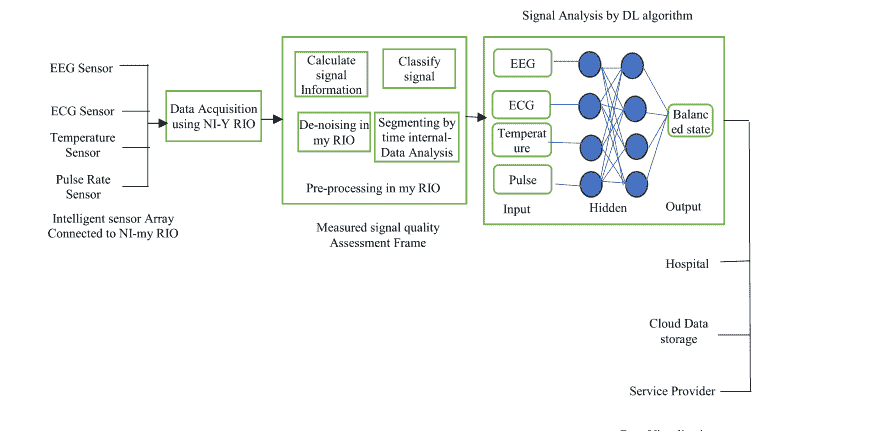 Signal Analysis by DL algorithm
EEG Sensor
ECG Sensor
Temperature
Sensor
Pulse Rate
Sensor
Intelligent sensor Array
Connected to NI-my RIO
Data Acquisition
using NI-Y RIO
Calculate
signal
Information
Classify
signal
De-noising in
my RIO
Segmenting by
time internal-
Data Analysis
Pre-processing in my RIO
Measured signal quality
Assessment Frame
EEG
ECG
Temperat
ure
Pulse
Input
Hidden
Output
Balanc
ed state
Hospital
Cloud Data
storage
Service Provider